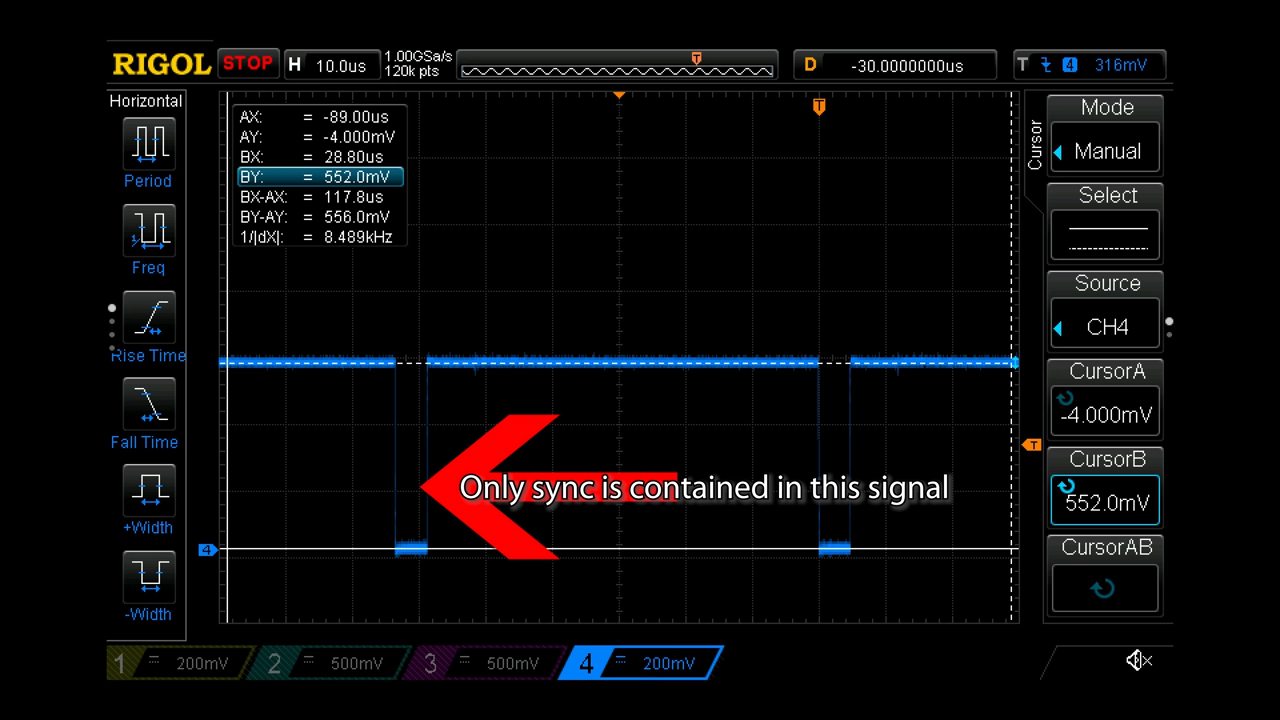 RIGOL STOP H 10.0us 1.00GSa/s D -30.0000000us T 4 316mV
120k pts
T
Horizontal
Period
Freq
Rise Time
Fall Time
+Width
-Width
AX: = -89.00us
AY: = -4.000mV
BX: = 28.80us
BY: = 552.0mV
BX-AX: = 117.8us
BY-AY: = 556.0mV
1/|dX|: = 8.489kHz
T
T
4
Only sync is contained in this signal
Cursor
Mode
Manual
Select
Source
CH4
CursorA
-4.000mV
CursorB
552.0mV
CursorAB
1 200mV 2 500mV 3 500mV 4 200mV